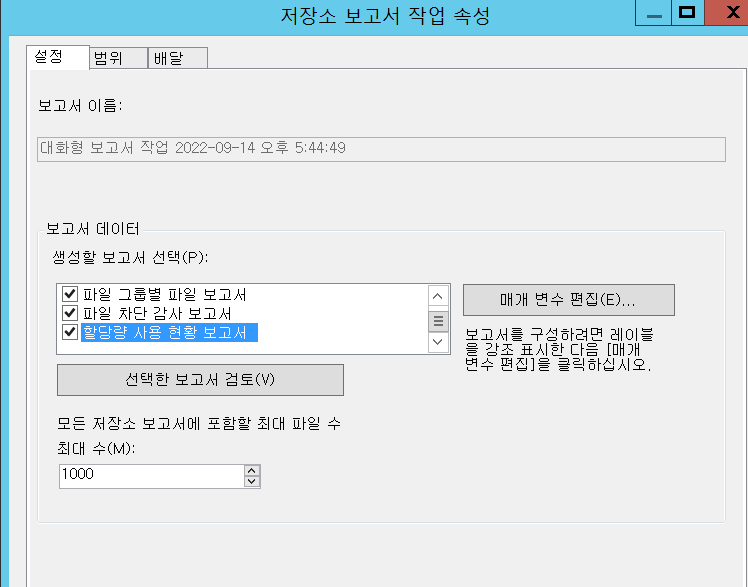 저장소 보고서 작업 속성
설정 범위 배달
보고서 이름:
대화형 보고서 작업 2022-09-14 오후 5:44:49
보고서 데이터
생성할 보고서 선택(P):
파일 그룹별 파일 보고서
파일 차단 감사 보고서
할당량 사용 현황 보고서
매개 변수 편집(E)...
보고서를 구성하려면 레이블
을 강조 표시한 다음 [매개
변수 편집]을 클릭하십시오.
선택한 보고서 검토(V)
모든 저장소 보고서에 포함할 최대 파일 수
최대 수(M):
1000